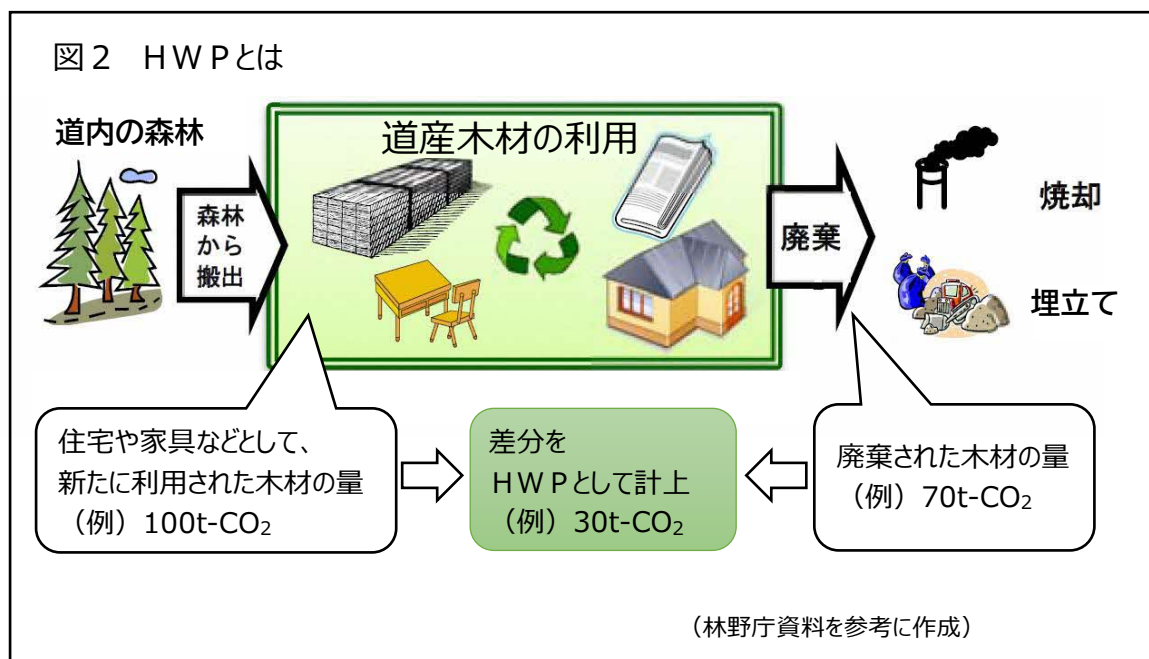 図２　ＨＷＰとは
道内の森林
森林
から
搬出
道産木材の利用
廃棄
焼却
埋立て
住宅や家具などとして、
新たに利用された木材の量
（例）100t-CO₂
差分を
ＨＷＰとして計上
（例）30t-CO₂
廃棄された木材の量
（例）70t-CO₂
（林野庁資料を参考に作成）